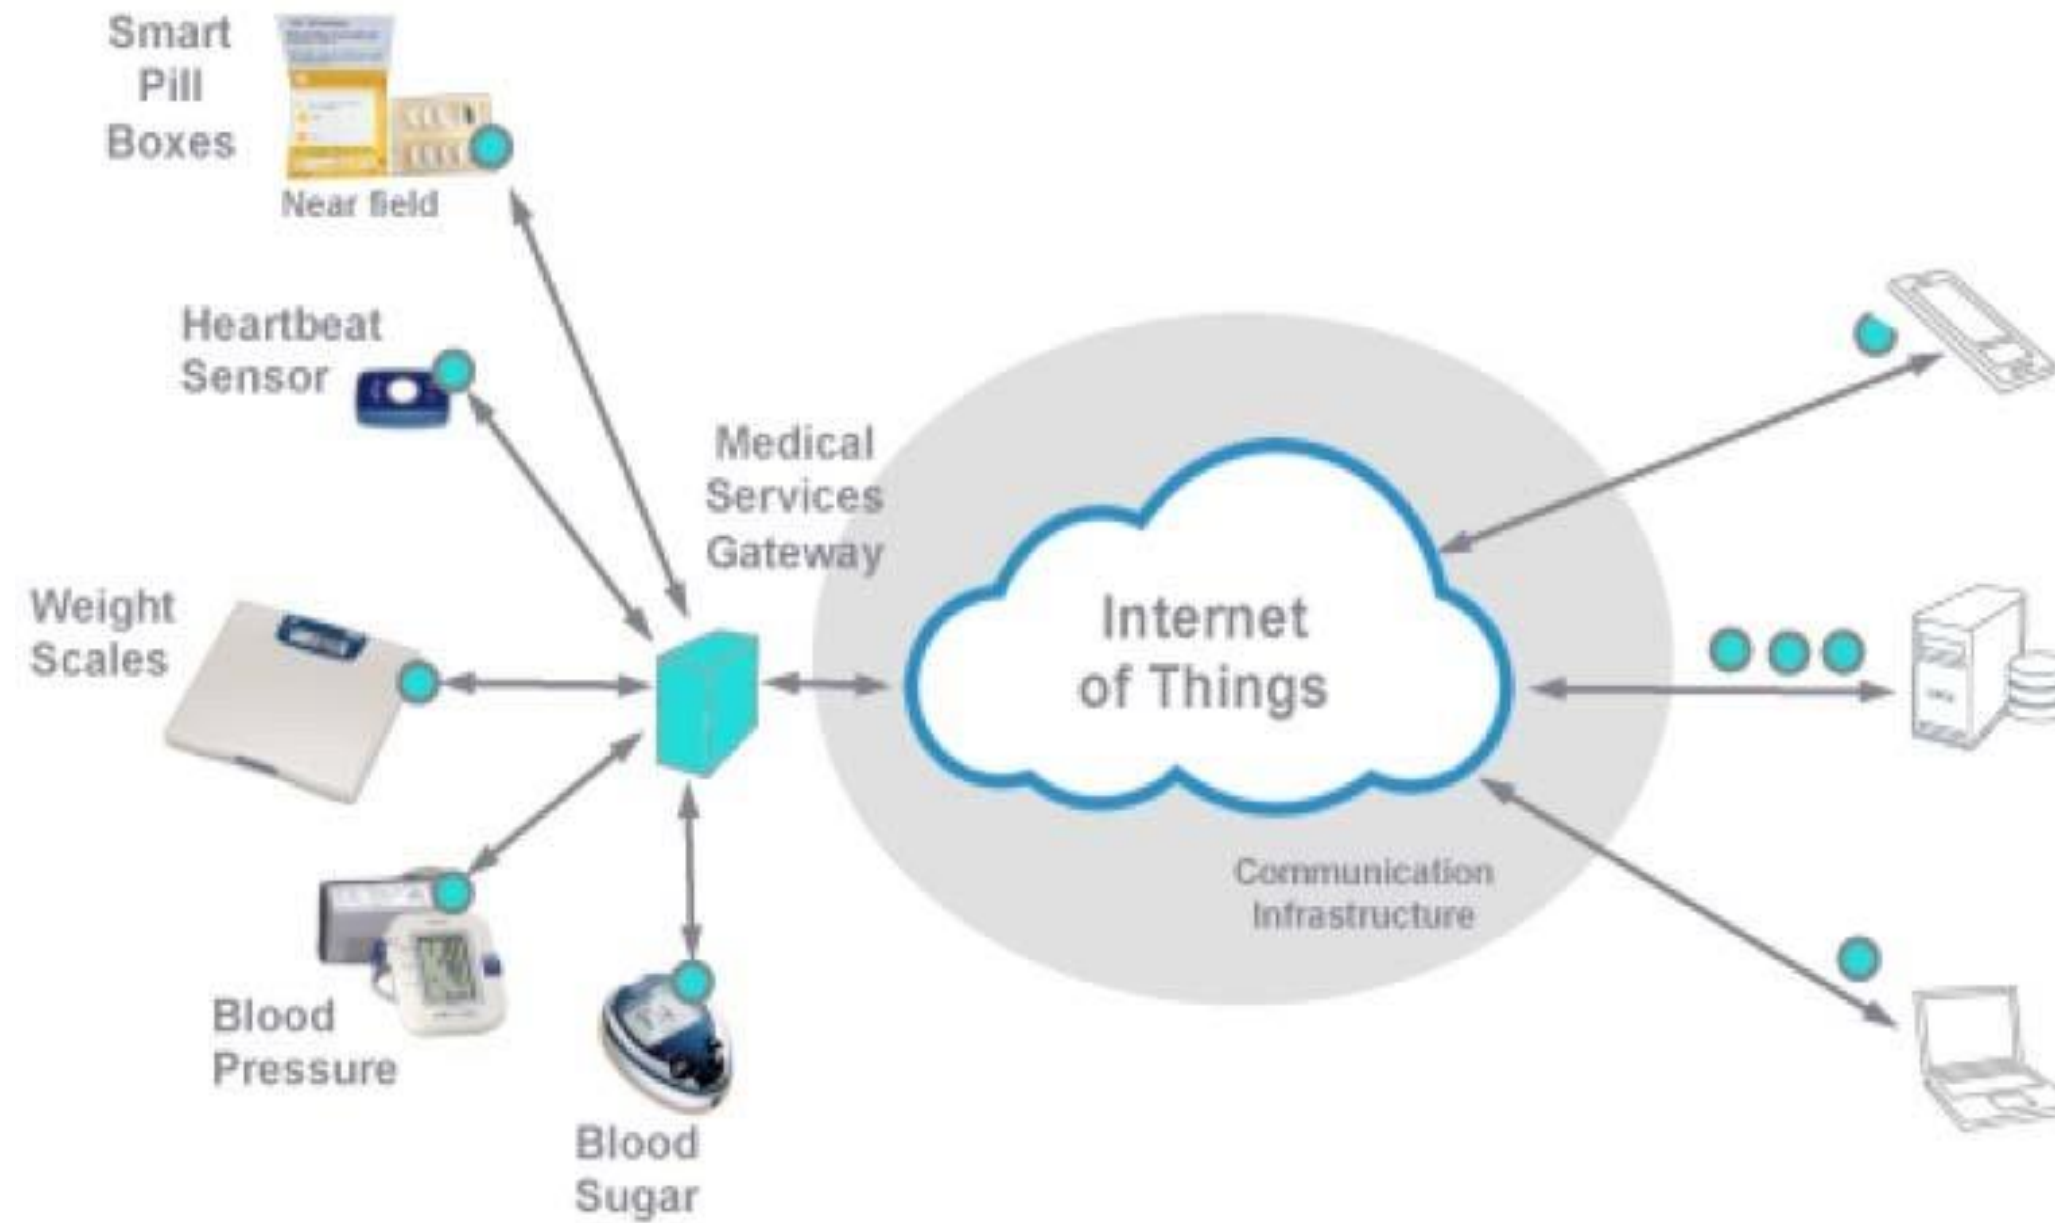 Smart
Pill
Boxes
Near field
Heartbeat
Sensor
Medical
Services
Gateway
Weight
Scales
Internet
of Things
Communication
Infrastructure
Blood
Pressure
Blood
Sugar